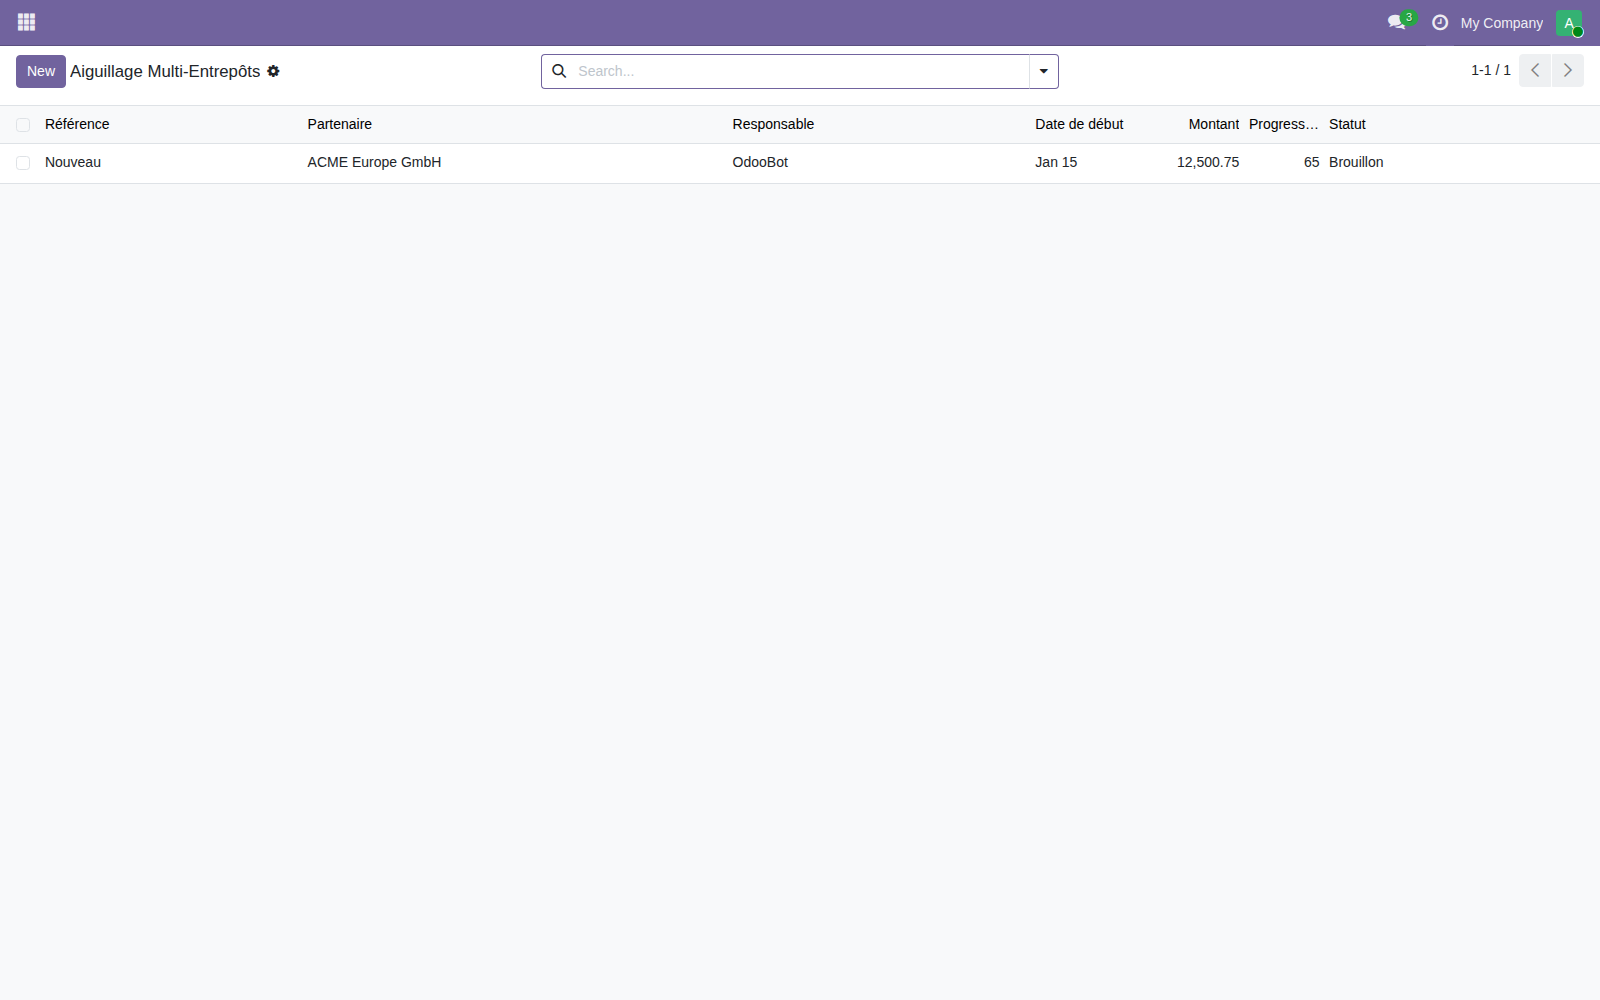 3
My Company
A
New
Aiguillage Multi-Entrepôts
Search...
1-1 / 1
Référence Partenaire Responsable Date de début Montant Progress… Statut
Nouveau ACME Europe GmbH OdooBot Jan 15 12,500.75 65 Brouillon